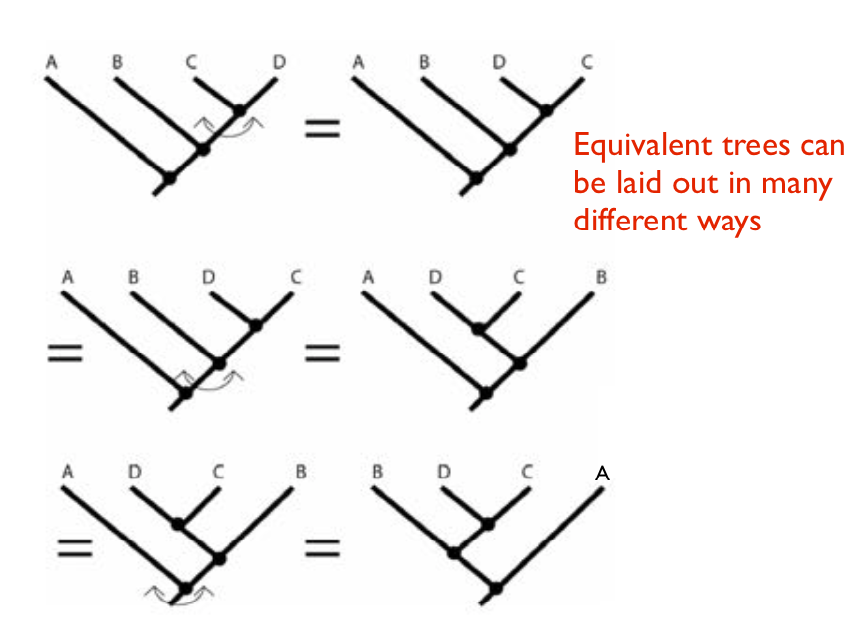 A B C D
=
A B D C
Equivalent trees can
be laid out in many
different ways
=
A B D C
=
A D C B
=
A D C B
=
B D C A